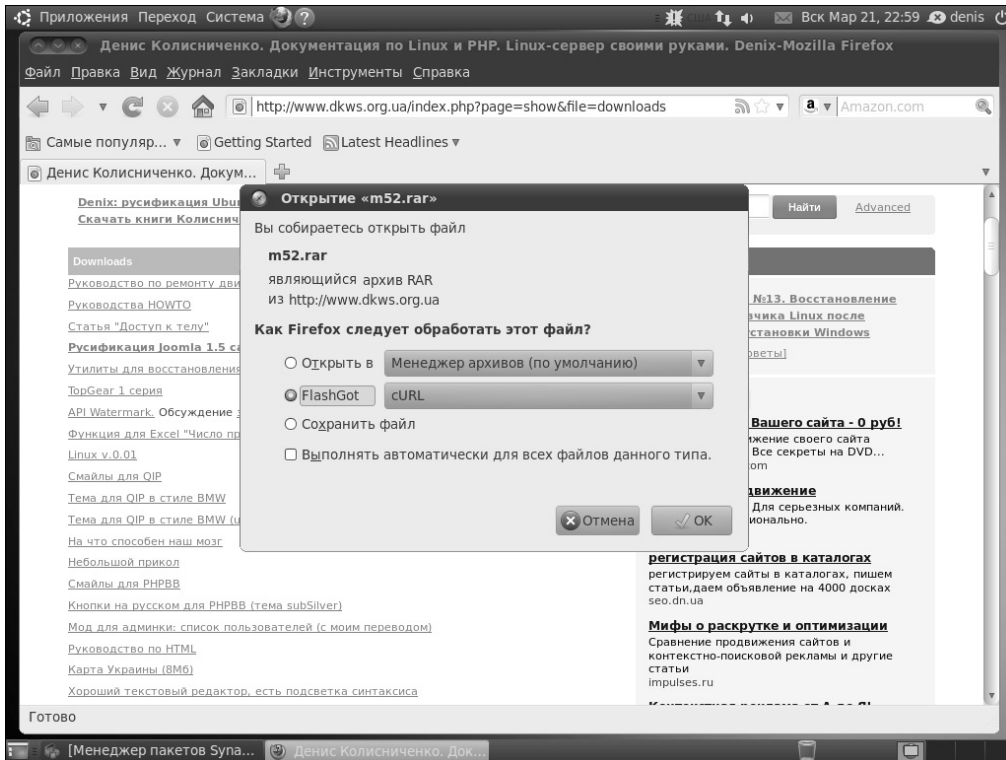 Приложения Переход Система
США Вск Мар 21, 22:59 denis
Денис Колисниченко. Документация по Linux и PHP. Linux-сервер своими руками. Denix-Mozilla Firefox
Файл Правка Вид Журнал Закладки Инструменты Справка
http://www.dkws.org.ua/index.php?page=show&file=downloads
Amazon.com
Самые популяр... Getting Started Latest Headlines
Денис Колисниченко. Докум...
Denix: русификация Ubu
Скачать книги Колиснич
Найти Advanced
Открытие «m52.rar»
Вы собираетесь открыть файл
m52.rar
являющийся архив RAR
из http://www.dkws.org.ua
Как Firefox следует обработать этот файл?
Открыть в Менеджер архивов (по умолчанию)
FlashGot cURL
Сохранить файл
Выполнять автоматически для всех файлов данного типа.
Отмена OK
Downloads
Руководство по ремонту дви
Руководства HOWTO
Статья "Доступ к телу"
Русификация Joomla 1.5 са
Утилиты для восстановления
TopGear 1 серия
API Watermark. Обсуждение
Функция для Excel "Число пр
Linux v.0.01
Смайлы для QIP
Тема для QIP в стиле BMW
Тема для QIP в стиле BMW (u
На что способен наш мозг
Небольшой прикол
Смайлы для PHPBB
Кнопки на русском для PHPBB (тема subSilver)
Мод для админки: список пользователей (с моим переводом)
Руководство по HTML
Карта Украины (8Мб)
Хороший текстовый редактор, есть подсветка синтаксиса
№13. Восстановление
зчика Linux после
становки Windows
оветы]
Вашего сайта - 0 руб!
жение своего сайта
Все секреты на DVD...
om
движение
Для серьезных компаний.
ионально.
регистрация сайтов в каталогах
регистрируем сайты в каталогах, пишем
статьи,даем объявление на 4000 досках
seo.dn.ua
Мифы о раскрутке и оптимизации
Сравнение продвижения сайтов и
контекстно-поисковой рекламы и другие
статьи
impulses.ru
Готово
[Менеджер пакетов Syna... Денис Колисниченко. Док...